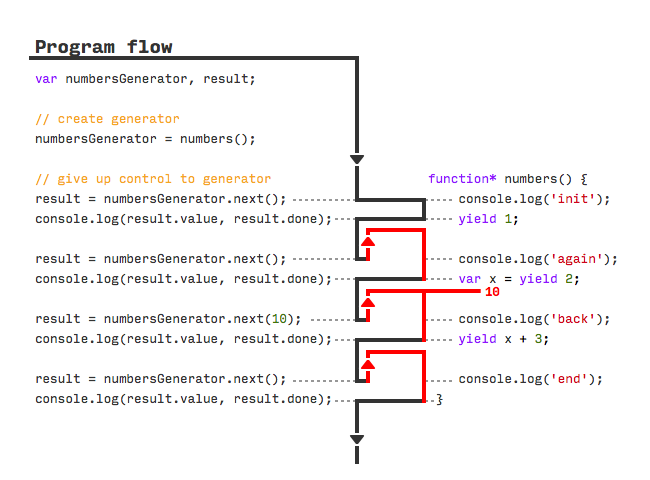 Program flow
var numbersGenerator, result;
// create generator
numbersGenerator = numbers();
// give up control to generator
result = numbersGenerator.next();
console.log(result.value, result.done);
result = numbersGenerator.next();
console.log(result.value, result.done);
result = numbersGenerator.next(10);
console.log(result.value, result.done);
result = numbersGenerator.next();
console.log(result.value, result.done);
function* numbers() {
console.log('init');
yield 1;
console.log('again');
var x = yield 2;
10
console.log('back');
yield x + 3;
console.log('end');
}